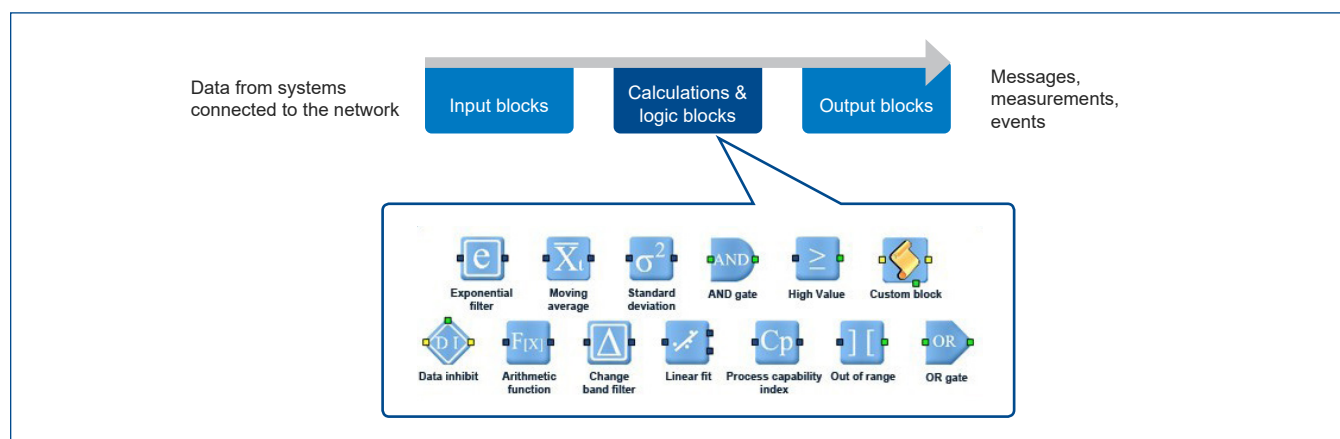 Data from systems
connected to the network
Input blocks
Calculations &
logic blocks
Output blocks
Messages,
measurements,
events
e
X̅t
σ²
AND
≥
Exponential
filter
Moving
average
Standard
deviation
AND gate
High Value
Custom block
D I
F[X]
Δ
Cp
] [
OR
Data inhibit
Arithmetic
function
Change
band filter
Linear fit
Process capability
index
Out of range
OR gate